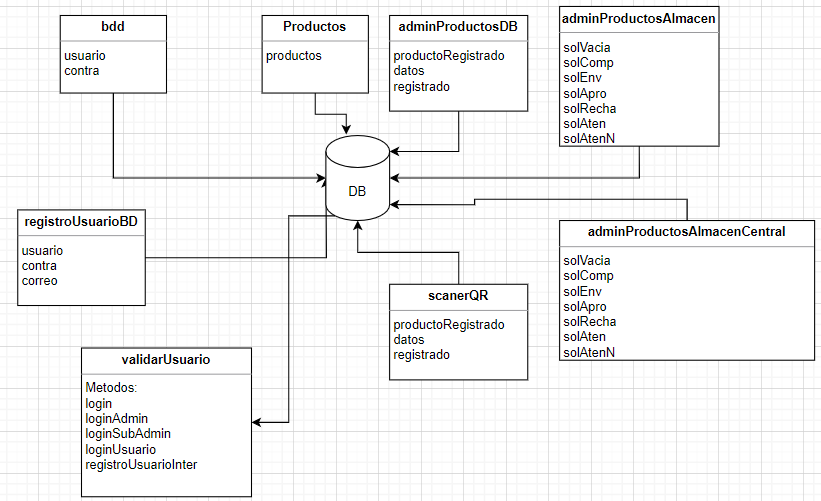 bdd
usuario
contra
Productos
productos
adminProductosDB
productoRegistrado
datos
registrado
adminProductosAlmacen
solVacia
solComp
solEnv
solApro
solRecha
solAten
solAtenN
DB
registroUsuarioBD
usuario
contra
correo
adminProductosAlmacenCentral
solVacia
solComp
solEnv
solApro
solRecha
solAten
solAtenN
scanerQR
productoRegistrado
datos
registrado
validarUsuario
Metodos:
login
loginAdmin
loginSubAdmin
loginUsuario
registroUsuarioInter